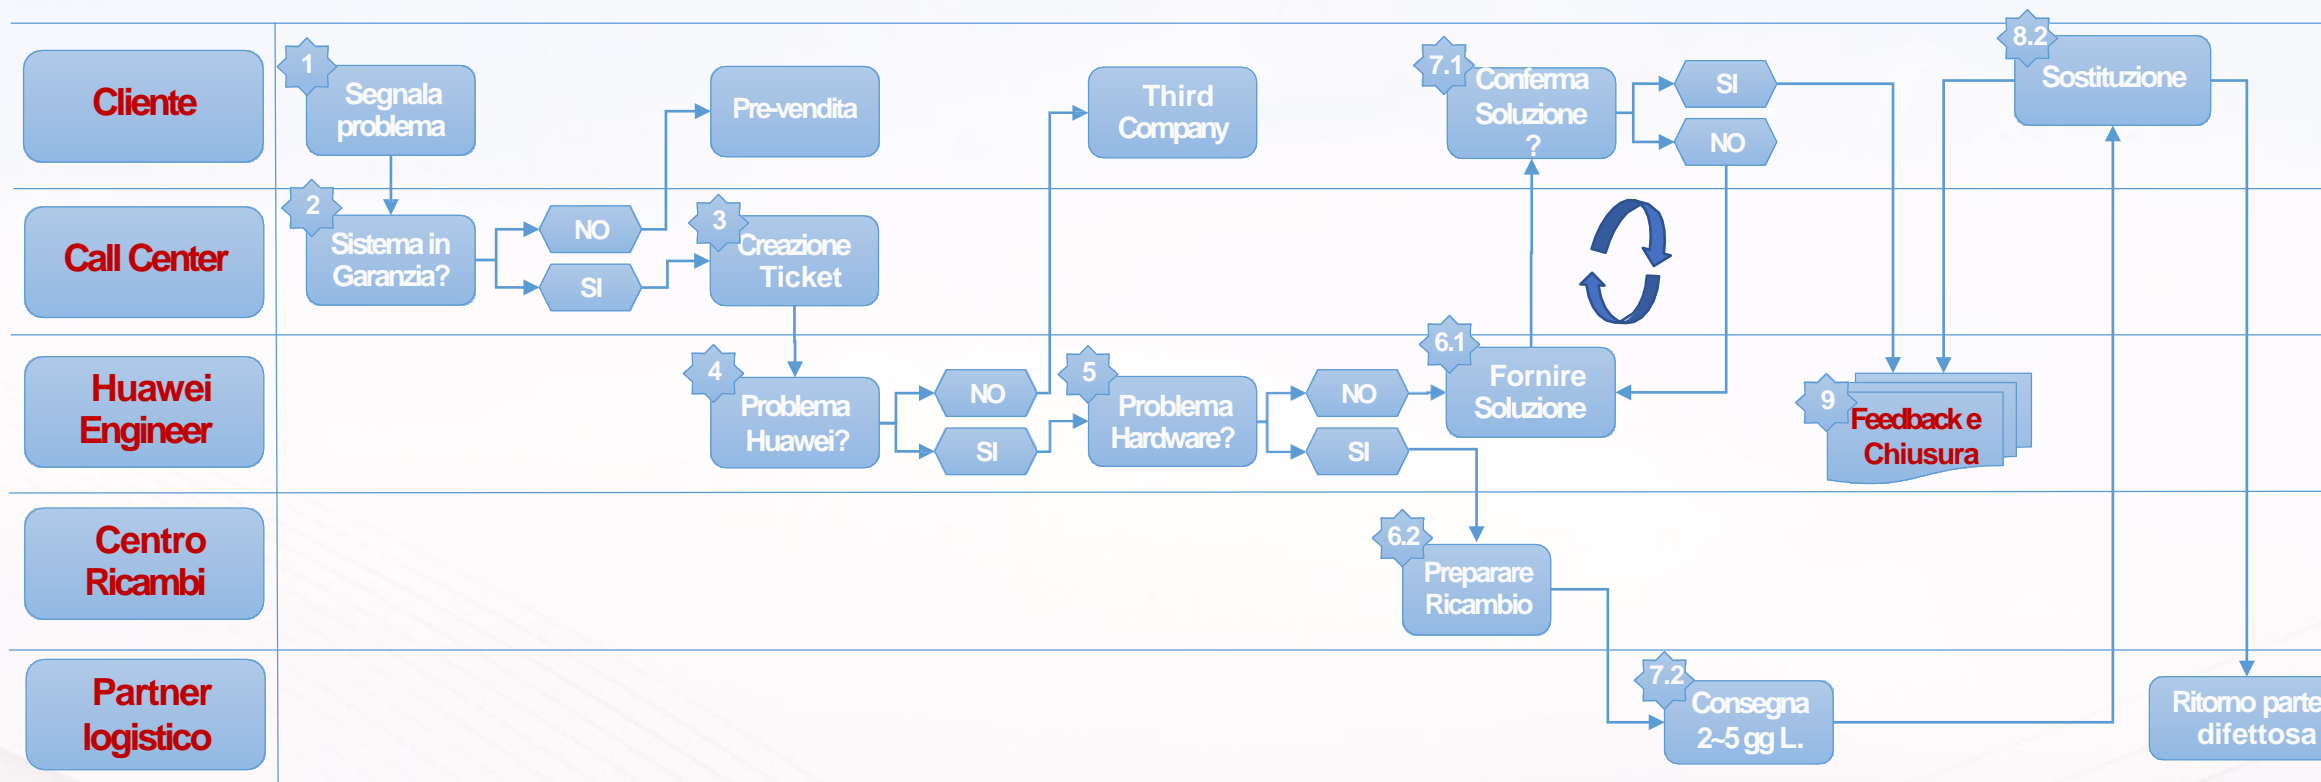 Cliente
1
Segnala
problema
Pre-vendita
Third
Company
7.1
Conferma
Soluzione
?
SI
NO
8.2
Sostituzione
Call Center
2
Sistema in
Garanzia?
NO
SI
3
Creazione
Ticket
Huawei
Engineer
4
Problema
Huawei?
NO
SI
5
Problema
Hardware?
NO
SI
6.1
Fornire
Soluzione
9
Feedback e
Chiusura
Centro
Ricambi
6.2
Preparare
Ricambio
Partner
logistico
7.2
Consegna
2~5 gg L.
Ritorno parte
difettosa